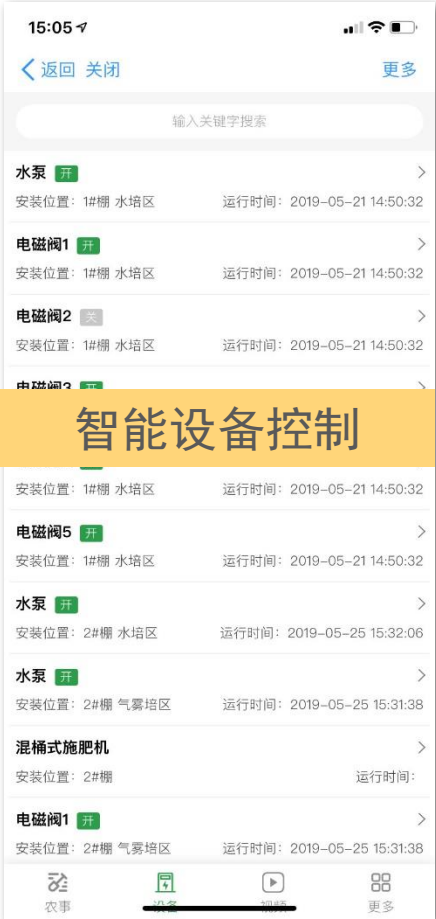 15:05
返回 关闭 更多
输入关键字搜索
水泵 开
安装位置：1#棚 水培区 运行时间：2019-05-21 14:50:32
电磁阀1 开
安装位置：1#棚 水培区 运行时间：2019-05-21 14:50:32
电磁阀2 关
安装位置：1#棚 水培区 运行时间：2019-05-21 14:50:32
电磁阀3 开
智能设备控制
安装位置：1#棚 水培区 运行时间：2019-05-21 14:50:32
电磁阀5 开
安装位置：1#棚 水培区 运行时间：2019-05-21 14:50:32
水泵 开
安装位置：2#棚 水培区 运行时间：2019-05-25 15:32:06
水泵 开
安装位置：2#棚 气雾培区 运行时间：2019-05-25 15:31:38
混桶式施肥机
安装位置：2#棚 运行时间：
电磁阀1 开
安装位置：2#棚 气雾培区 运行时间：2019-05-25 15:31:38
农事 设备 视频 更多